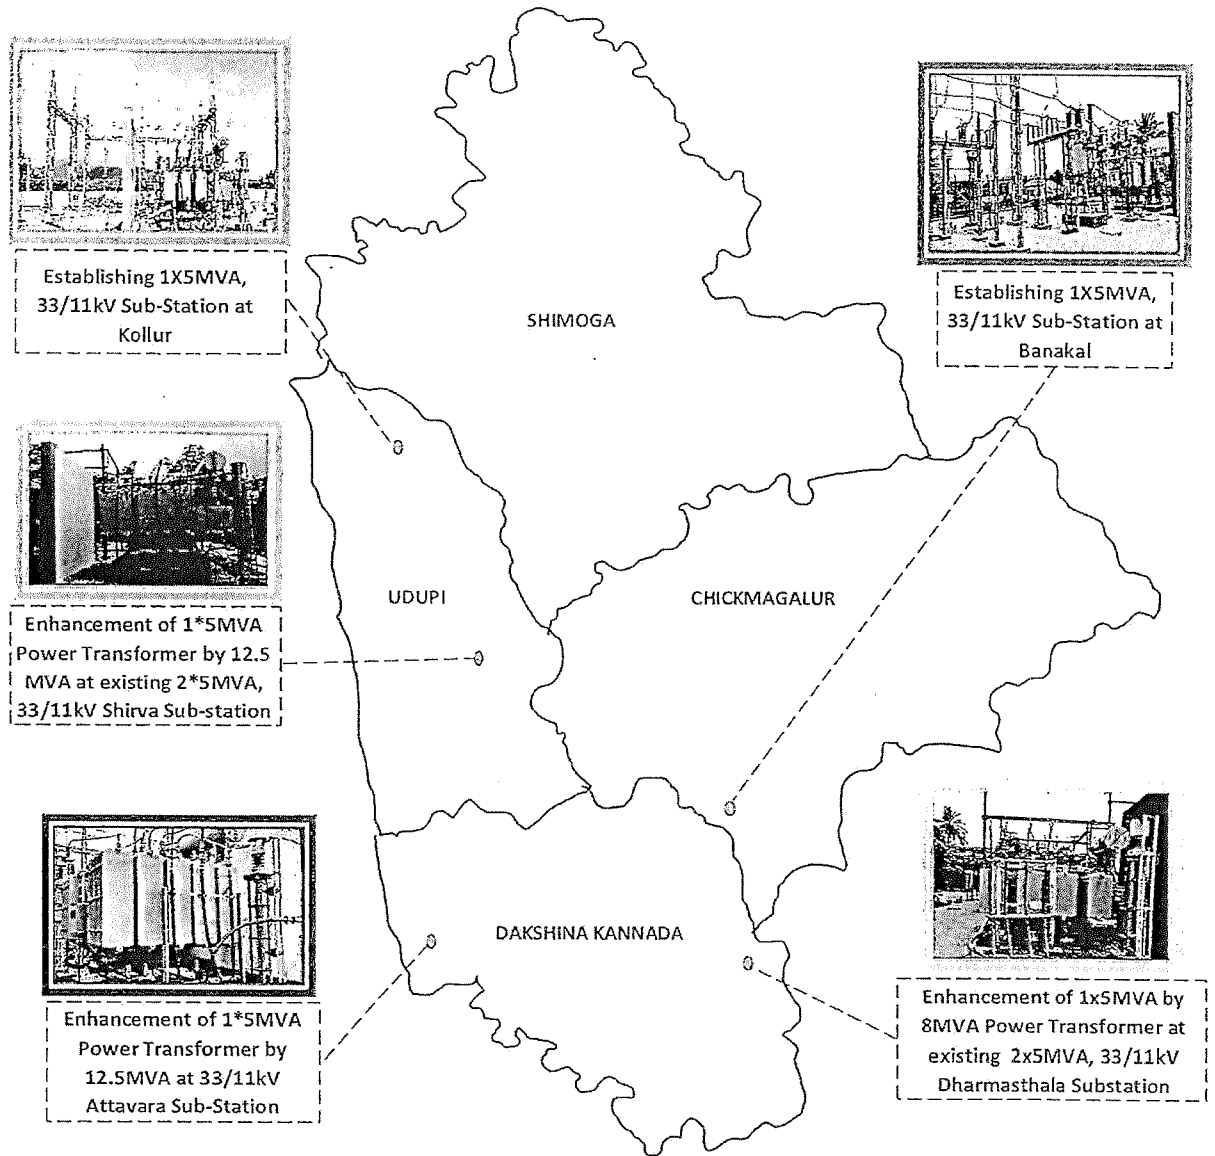 Establishing 1X5MVA,
33/11kV Sub-Station at
Kollur
Establishing 1X5MVA,
33/11kV Sub-Station at
Banakal
SHIMOGA
Enhancement of 1*5MVA
Power Transformer by 12.5
MVA at existing 2*5MVA,
33/11kV Shirva Sub-station
UDUPI
CHICKMAGALUR
DAKSHINA KANNADA
Enhancement of 1*5MVA
Power Transformer by
12.5MVA at 33/11kV
Attavara Sub-Station
Enhancement of 1x5MVA by
8MVA Power Transformer at
existing 2x5MVA, 33/11kV
Dharmasthala Substation